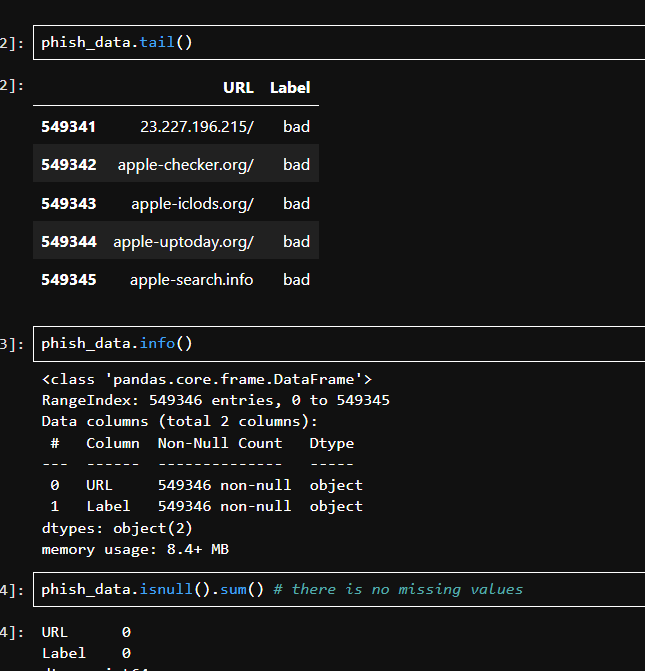 2]: phish_data.tail()
2]: URL Label
549341 23.227.196.215/ bad
549342 apple-checker.org/ bad
549343 apple-iclods.org/ bad
549344 apple-uptoday.org/ bad
549345 apple-search.info bad
3]: phish_data.info()
<class 'pandas.core.frame.DataFrame'>
RangeIndex: 549346 entries, 0 to 549345
Data columns (total 2 columns):
# Column Non-Null Count Dtype
--- ------ -------------- -----
0 URL 549346 non-null object
1 Label 549346 non-null object
dtypes: object(2)
memory usage: 8.4+ MB
4]: phish_data.isnull().sum() # there is no missing values
4]: URL 0
Label 0